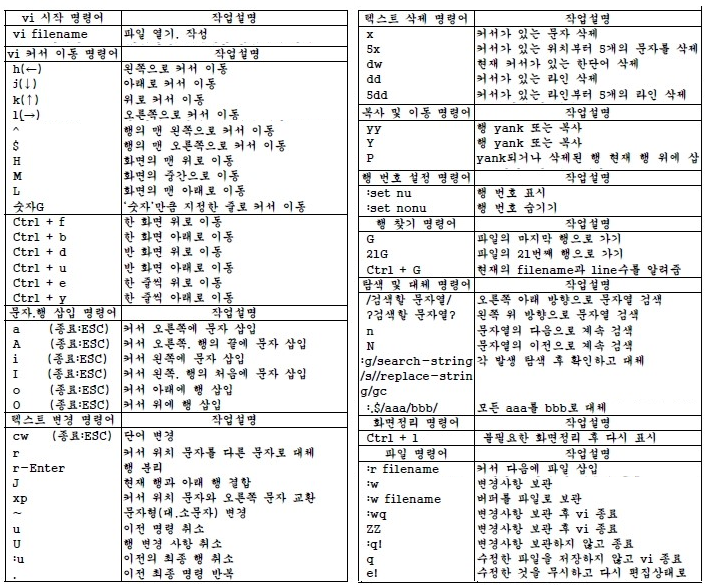 vi 시작 명령어 작업설명
vi filename 파일 열기, 작성
vi 커서 이동 명령어 작업설명
h(←) 왼쪽으로 커서 이동
j(↓) 아래로 커서 이동
k(↑) 위로 커서 이동
l(→) 오른쪽으로 커서 이동
^ 행의 맨 왼쪽으로 커서 이동
$ 행의 맨 오른쪽으로 커서 이동
H 화면의 맨 위로 이동
M 화면의 중간으로 이동
L 화면의 맨 아래로 이동
숫자G '숫자'만큼 지정한 줄로 커서 이동
Ctrl + f 한 화면 위로 이동
Ctrl + b 한 화면 아래로 이동
Ctrl + d 반 화면 위로 이동
Ctrl + u 반 화면 아래로 이동
Ctrl + e 한 줄씩 위로 이동
Ctrl + y 한 줄씩 아래로 이동
문자,행 삽입 명령어 작업설명
a (종료:ESC) 커서 오른쪽에 문자 삽입
A (종료:ESC) 커서 오른쪽, 행의 끝에 문자 삽입
i (종료:ESC) 커서 왼쪽에 문자 삽입
I (종료:ESC) 커서 왼쪽, 행의 처음에 문자 삽입
o (종료:ESC) 커서 아래에 행 삽입
O (종료:ESC) 커서 위에 행 삽입
텍스트 변경 명령어 작업설명
cw (종료:ESC) 단어 변경
r 커서 위치 문자를 다른 문자로 대체
r-Enter 행 분리
J 현재 행과 아래 행 결합
xp 커서 위치 문자와 오른쪽 문자 교환
~ 문자형(대,소문자) 변경
u 이전 명령 취소
U 행 변경 사항 취소
:u 이전의 최종 행 취소
. 이전 최종 명령 반복
텍스트 삭제 명령어 작업설명
x 커서가 있는 문자 삭제
5x 커서가 있는 위치부터 5개의 문자를 삭제
dw 현재 커서가 있는 한단어 삭제
dd 커서가 있는 라인 삭제
5dd 커서가 있는 라인부터 5개의 라인 삭제
복사 및 이동 명령어 작업설명
yy 행 yank 또는 복사
Y 행 yank 또는 복사
P yank되거나 삭제된 행 현재 행 위에 삽
행 번호 설정 명령어 작업설명
:set nu 행 번호 표시
:set nonu 행 번호 숨기기
행 찾기 명령어 작업설명
G 파일의 마지막 행으로 가기
21G 파일의 21번째 행으로 가기
Ctrl + G 현재의 filename과 line수를 알려줌
탐색 및 대체 명령어 작업설명
/검색할 문자열/ 오른쪽 아래 방향으로 문자열 검색
?검색할 문자열? 왼쪽 위 방향으로 문자열 검색
n 문자열의 다음으로 계속 검색
N 문자열의 이전으로 계속 검색
:g/search-string 각 발생 탐색 후 확인하고 대체
/s//replace-strin
g/gc
:,$/aaa/bbb/ 모든 aaa를 bbb로 대체
화면정리 명령어 작업설명
Ctrl + l 불필요한 화면정리 후 다시 표시
파일 명령어 작업설명
:r filename 커서 다음에 파일 삽입
:w 변경사항 보관
:w filename 버퍼를 파일로 보관
:wq 변경사항 보관 후 vi 종료
ZZ 변경사항 보관 후 vi 종료
:q! 변경사항 보관하지 않고 종료
q 수정한 파일을 저장하지 않고 vi 종료
e! 수정한 것을 무시하고 다시 편집상태로